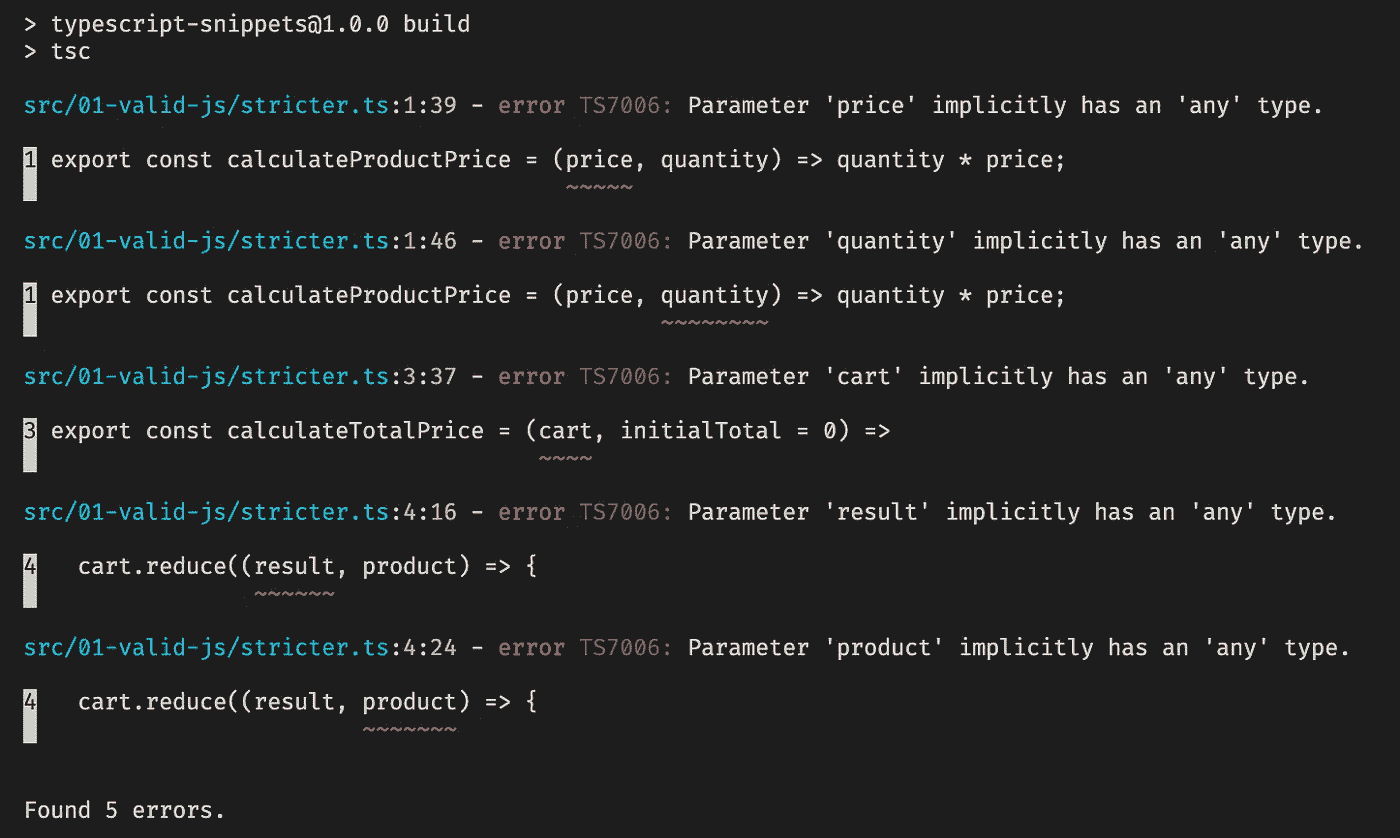 > typescript-snippets@1.0.0 build
> tsc
src/01-valid-js/stricter.ts:1:39 - error TS7006: Parameter 'price' implicitly has an 'any' type.
1 export const calculateProductPrice = (price, quantity) => quantity * price;
~~~~~
src/01-valid-js/stricter.ts:1:46 - error TS7006: Parameter 'quantity' implicitly has an 'any' type.
1 export const calculateProductPrice = (price, quantity) => quantity * price;
~~~~~~~~
src/01-valid-js/stricter.ts:3:37 - error TS7006: Parameter 'cart' implicitly has an 'any' type.
3 export const calculateTotalPrice = (cart, initialTotal = 0) =>
~~~~
src/01-valid-js/stricter.ts:4:16 - error TS7006: Parameter 'result' implicitly has an 'any' type.
4   cart.reduce((result, product) => {
~~~~~~
src/01-valid-js/stricter.ts:4:24 - error TS7006: Parameter 'product' implicitly has an 'any' type.
4   cart.reduce((result, product) => {
~~~~~~~
Found 5 errors.